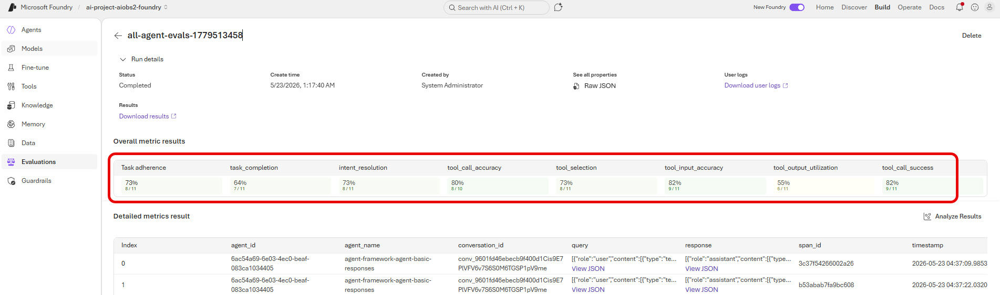 Microsoft Foundry / ai-project-aiobs2-foundry
Search with AI (Ctrl + K)
New Foundry
Home Discover Build Operate Docs
Agents
Models
Fine-tune
Tools
Knowledge
Memory
Data
Evaluations
Guardrails
all-agent-evals-1779513458
Delete
Run details
Status Create time Created by See all properties User logs
Completed 5/23/2026, 1:17:40 AM System Administrator Raw JSON Download user logs
Results
Download results
Overall metric results
Task adherence task_completion intent_resolution tool_call_accuracy tool_selection tool_input_accuracy tool_output_utilization tool_call_success
73% 64% 73% 80% 73% 82% 55% 82%
8 / 11 7 / 11 8 / 11 8 / 10 8 / 11 9 / 11 6 / 11 9 / 11
Detailed metrics result
Analyze Results
Index agent_id agent_name conversation_id query response span_id timestamp
0 6ac54a69-6e03-4ec0-beaf- agent-framework-agent-basic- conv_9601fd46ebecb9f400d1Cis9E7 [{"role":"user","content":[{"type":"te... [{"role":"assistant","content":[{"type... 3c37f54266002a26 2026-05-23 04:37:09.9853
083ca1034405 responses PlVFV6v7S6S0M6TGSP1pV9me View JSON View JSON
1 6ac54a69-6e03-4ec0-beaf- agent-framework-agent-basic- conv_9601fd46ebecb9f400d1Cis9E7 [{"role":"user","content":[{"type":"te... [{"role":"assistant","content":[{"type... b53abab7fa9bc608 2026-05-23 04:37:22.0320
083ca1034405 responses PlVFV6v7S6S0M6TGSP1pV9me View JSON View JSON